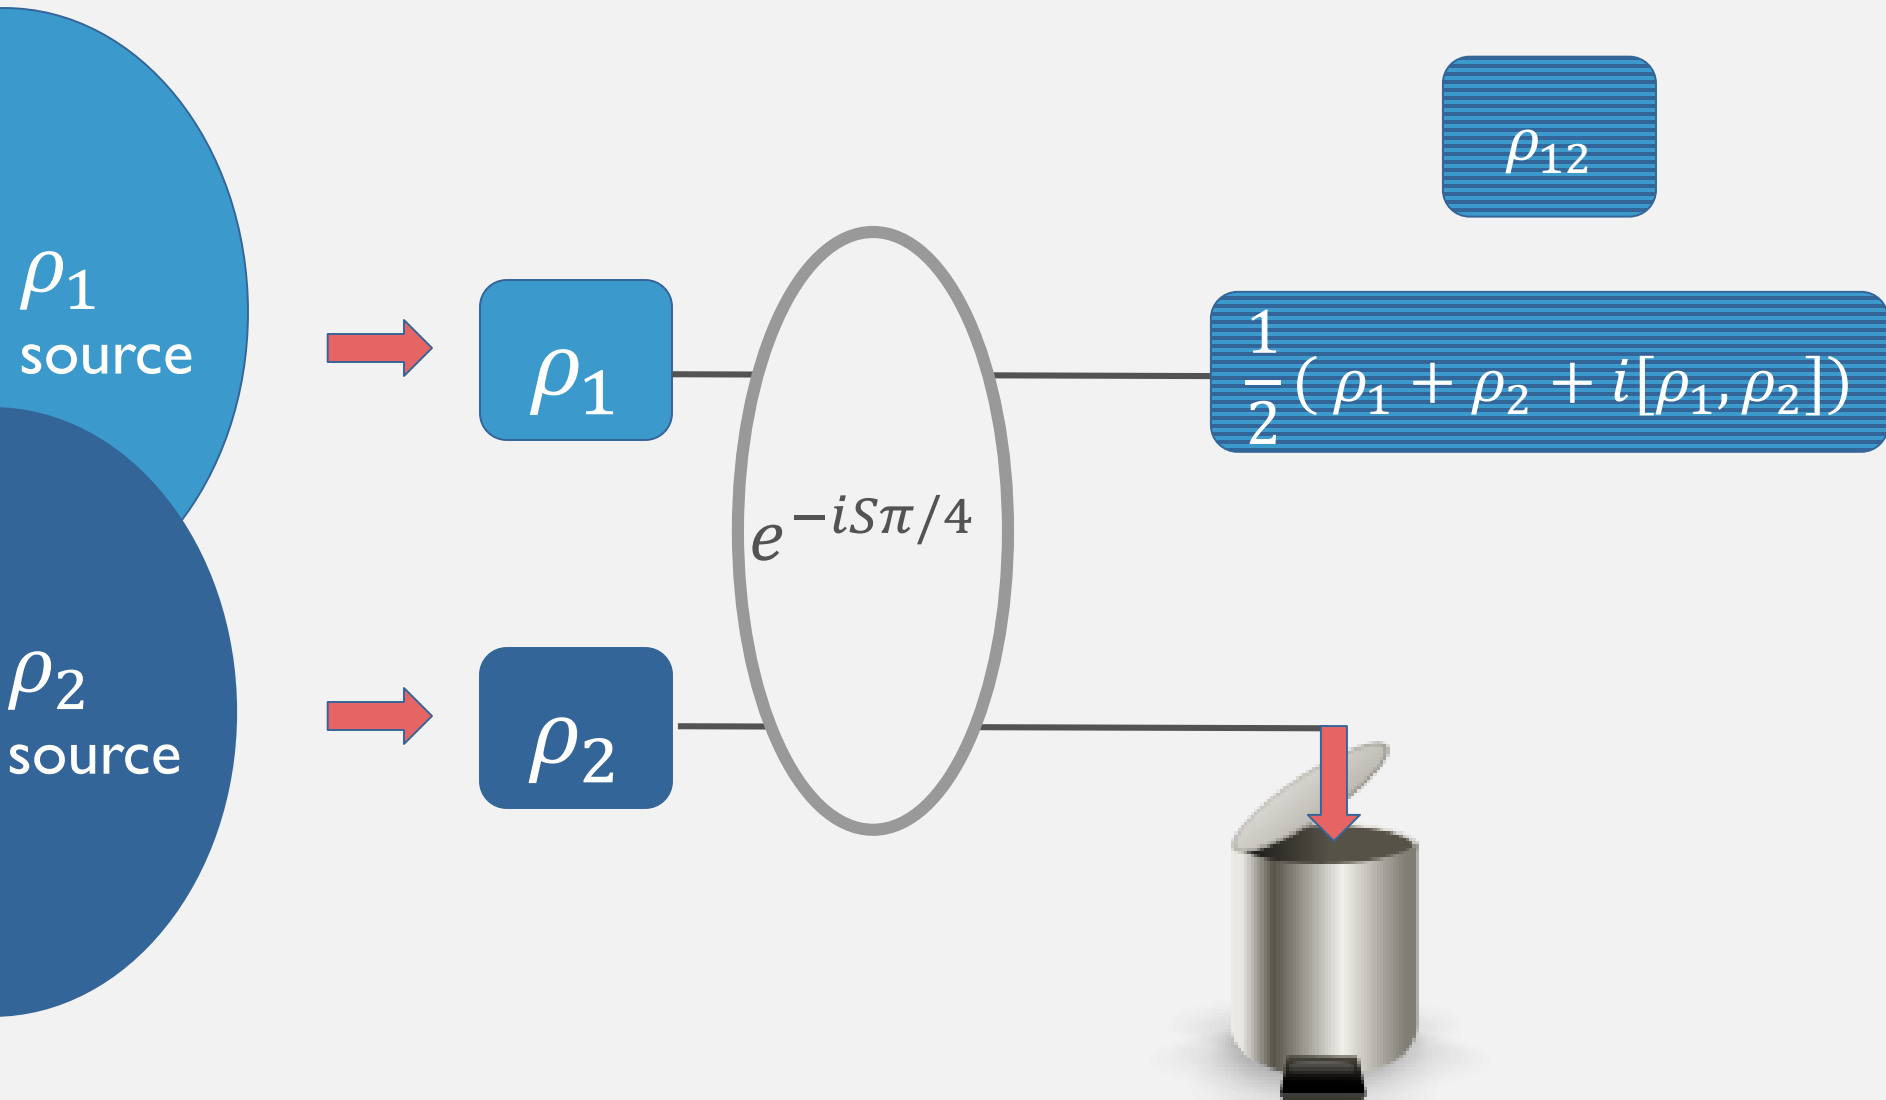 ρ₁
source
ρ₂
source
ρ₁
ρ₂
e^{−iSπ/4}
ρ₁₂
½( ρ₁ + ρ₂ + i[ρ₁, ρ₂])